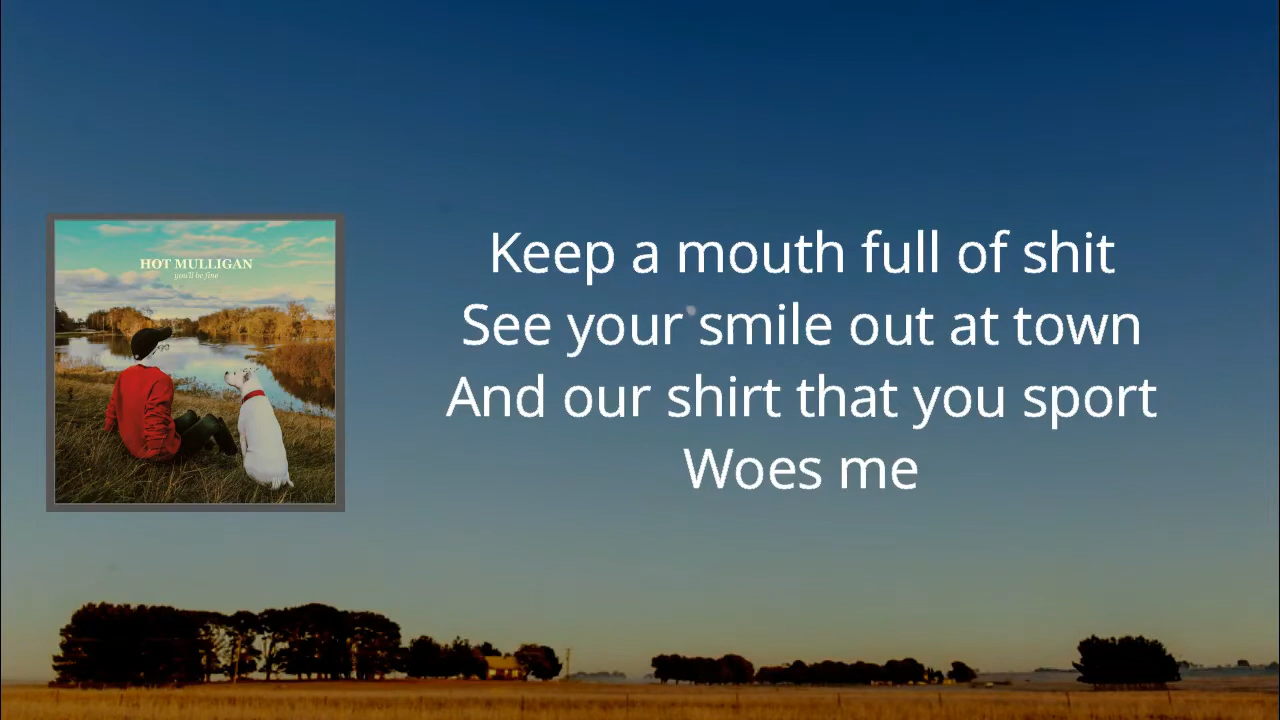 HOT MULLIGAN
you'll be fine
Keep a mouth full of shit
See your smile out at town
And our shirt that you sport
Woes me